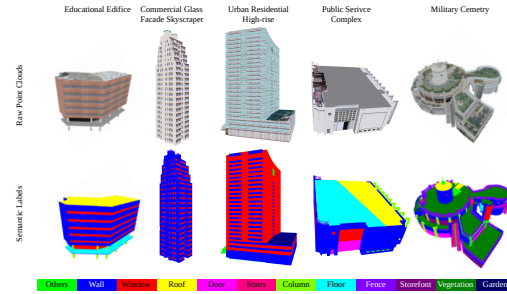 Educational Edifice
Commercial Glass
Facade Skyscraper
Urban Residential
High-rise
Public Serivce
Complex
Military Cemetry
Raw Point Clouds
Semantic Labels
Others Wall Window Roof Door Stairs Column Floor Fence Storefont Vegetation Garden